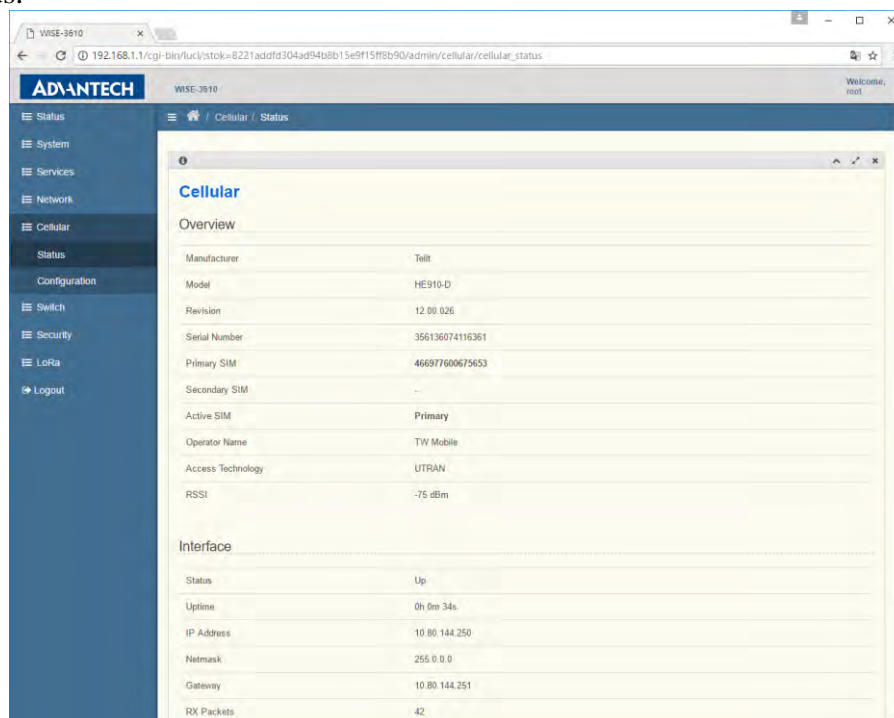 ns.
WISE-3610
192.168.1.1/cgi-bin/luci/;stok=8221addfd304ad94b8b15e9f15ff8b90/admin/cellular/cellular_status
ADVANTECH
WISE-3610
Welcome,
root
Status
Cellular / Status
System
Services
Network
Cellular
Status
Configuration
Switch
Security
LoRa
Logout
Cellular
Overview
Manufacturer Telit
Model HE910-D
Revision 12.00.026
Serial Number 356136074116361
Primary SIM 466977600675653
Secondary SIM -
Active SIM Primary
Operator Name TW Mobile
Access Technology UTRAN
RSSI -75 dBm
Interface
Status Up
Uptime 0h 0m 34s
IP Address 10.80.144.250
Netmask 255.0.0.0
Gateway 10.80.144.251
RX Packets 42